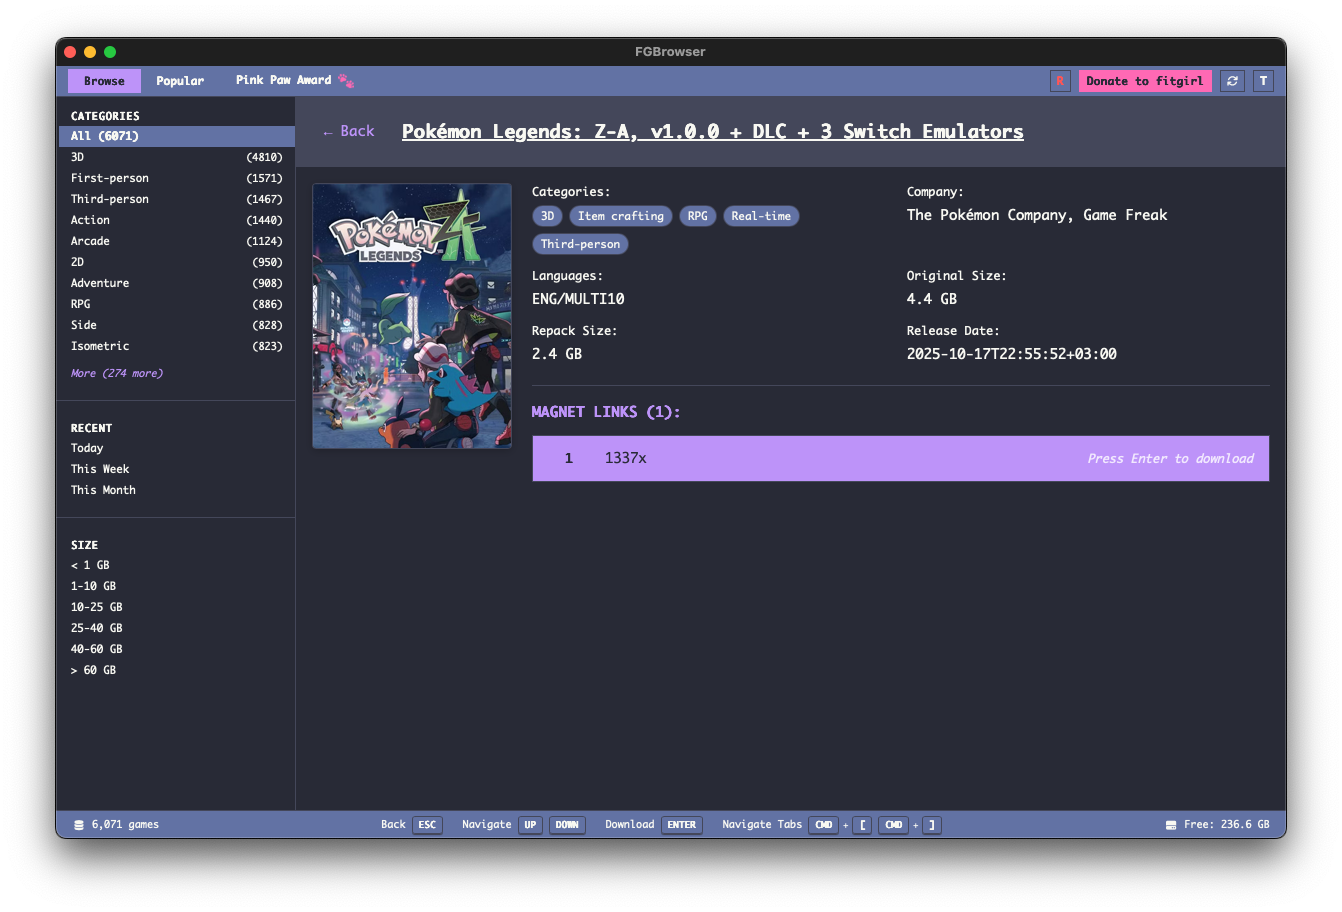 FGBrowser
Browse Popular Pink Paw Award R Donate to fitgirl T
CATEGORIES
All (6071)
3D (4810)
First-person (1571)
Third-person (1467)
Action (1440)
Arcade (1124)
2D (950)
Adventure (908)
RPG (886)
Side (828)
Isometric (823)
More (274 more)
RECENT
Today
This Week
This Month
SIZE
< 1 GB
1-10 GB
10-25 GB
25-40 GB
40-60 GB
> 60 GB
← Back Pokémon Legends: Z-A, v1.0.0 + DLC + 3 Switch Emulators
POKéMON
LEGENDS
ZA
Categories:
3D Item crafting RPG Real-time
Third-person
Company:
The Pokémon Company, Game Freak
Languages:
ENG/MULTI10
Original Size:
4.4 GB
Repack Size:
2.4 GB
Release Date:
2025-10-17T22:55:52+03:00
MAGNET LINKS (1):
1 1337x Press Enter to download
6,071 games Back ESC Navigate UP DOWN Download ENTER Navigate Tabs CMD + [ CMD + ] Free: 236.6 GB